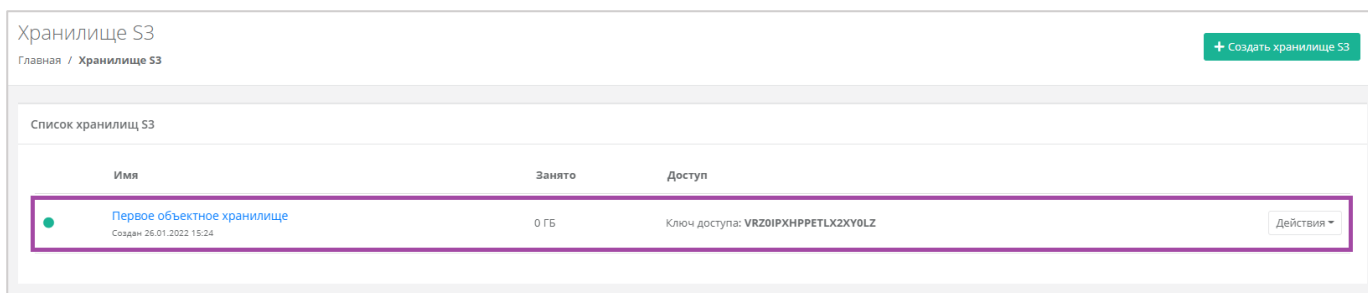 Хранилище S3
Главная / Хранилище S3
+ Создать хранилище S3
Список хранилищ S3
Имя Занято Доступ
Первое объектное хранилище 0 ГБ Ключ доступа: VRZ0IPXHPPETLX2XY0LZ Действия
Создан 26.01.2022 15:24